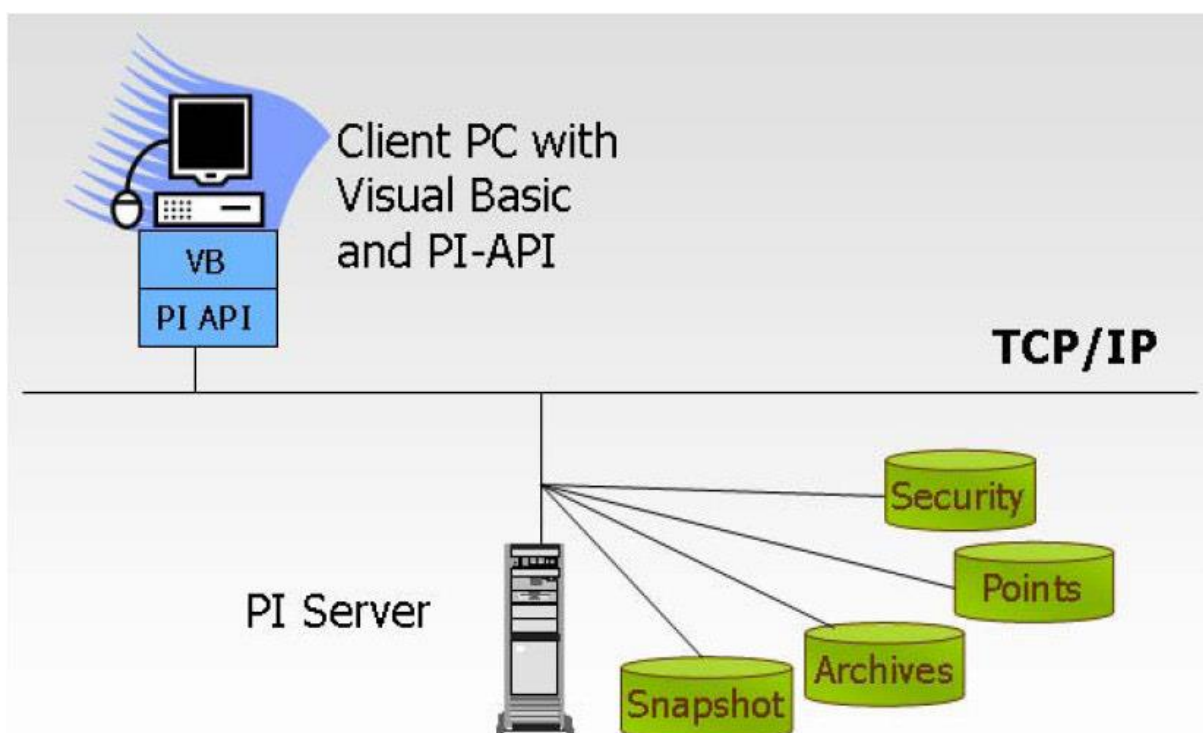 Client PC with
Visual Basic
and PI-API
VB
PI API
TCP/IP
Security
Points
PI Server
Archives
Snapshot